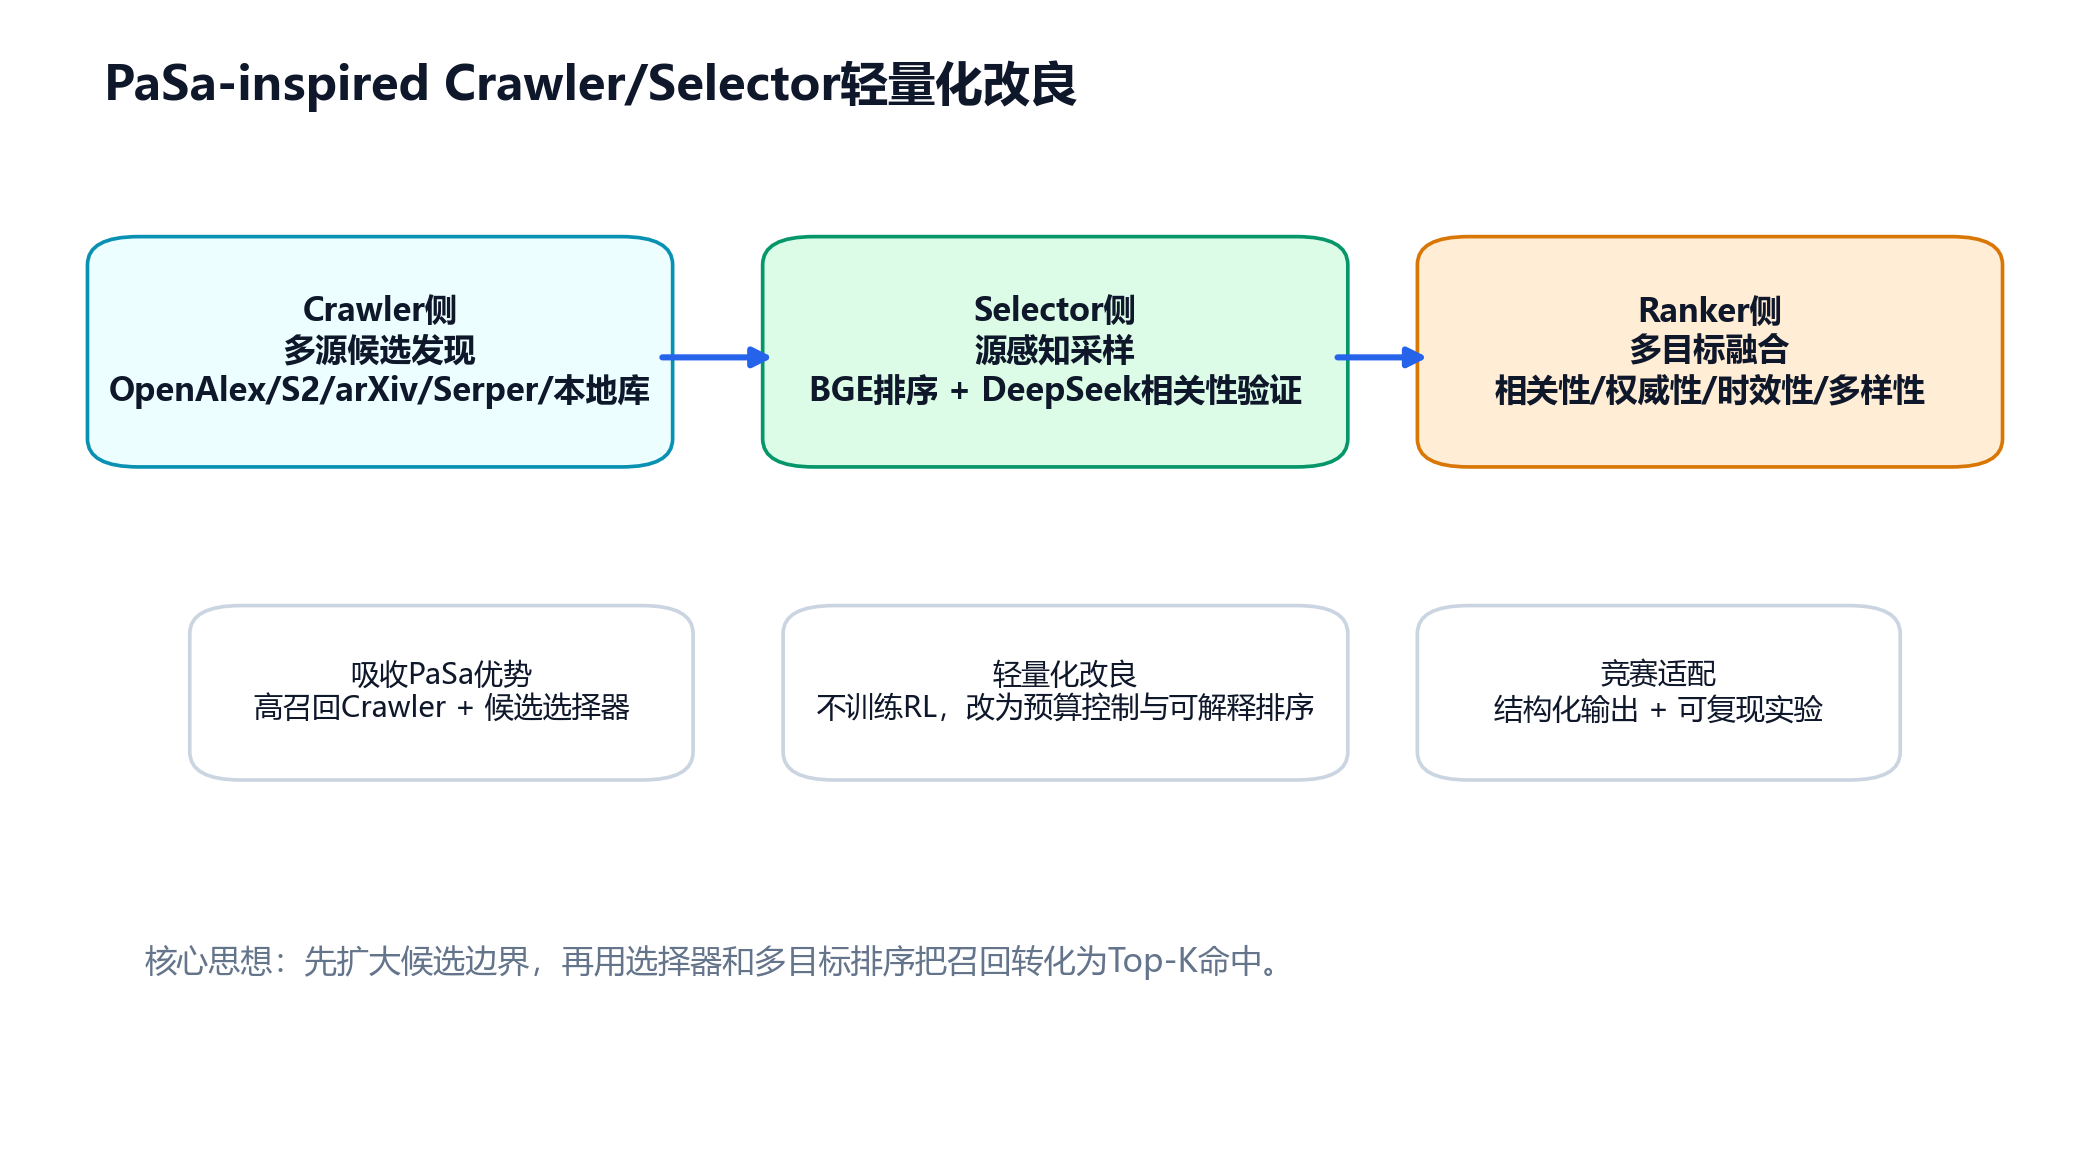 PaSa-inspired Crawler/Selector轻量化改良
Crawler侧
多源候选发现
OpenAlex/S2/arXiv/Serper/本地库
Selector侧
源感知采样
BGE排序 + DeepSeek相关性验证
Ranker侧
多目标融合
相关性/权威性/时效性/多样性
吸收PaSa优势
高召回Crawler + 候选选择器
轻量化改良
不训练RL，改为预算控制与可解释排序
竞赛适配
结构化输出 + 可复现实验
核心思想：先扩大候选边界，再用选择器和多目标排序把召回转化为Top-K命中。